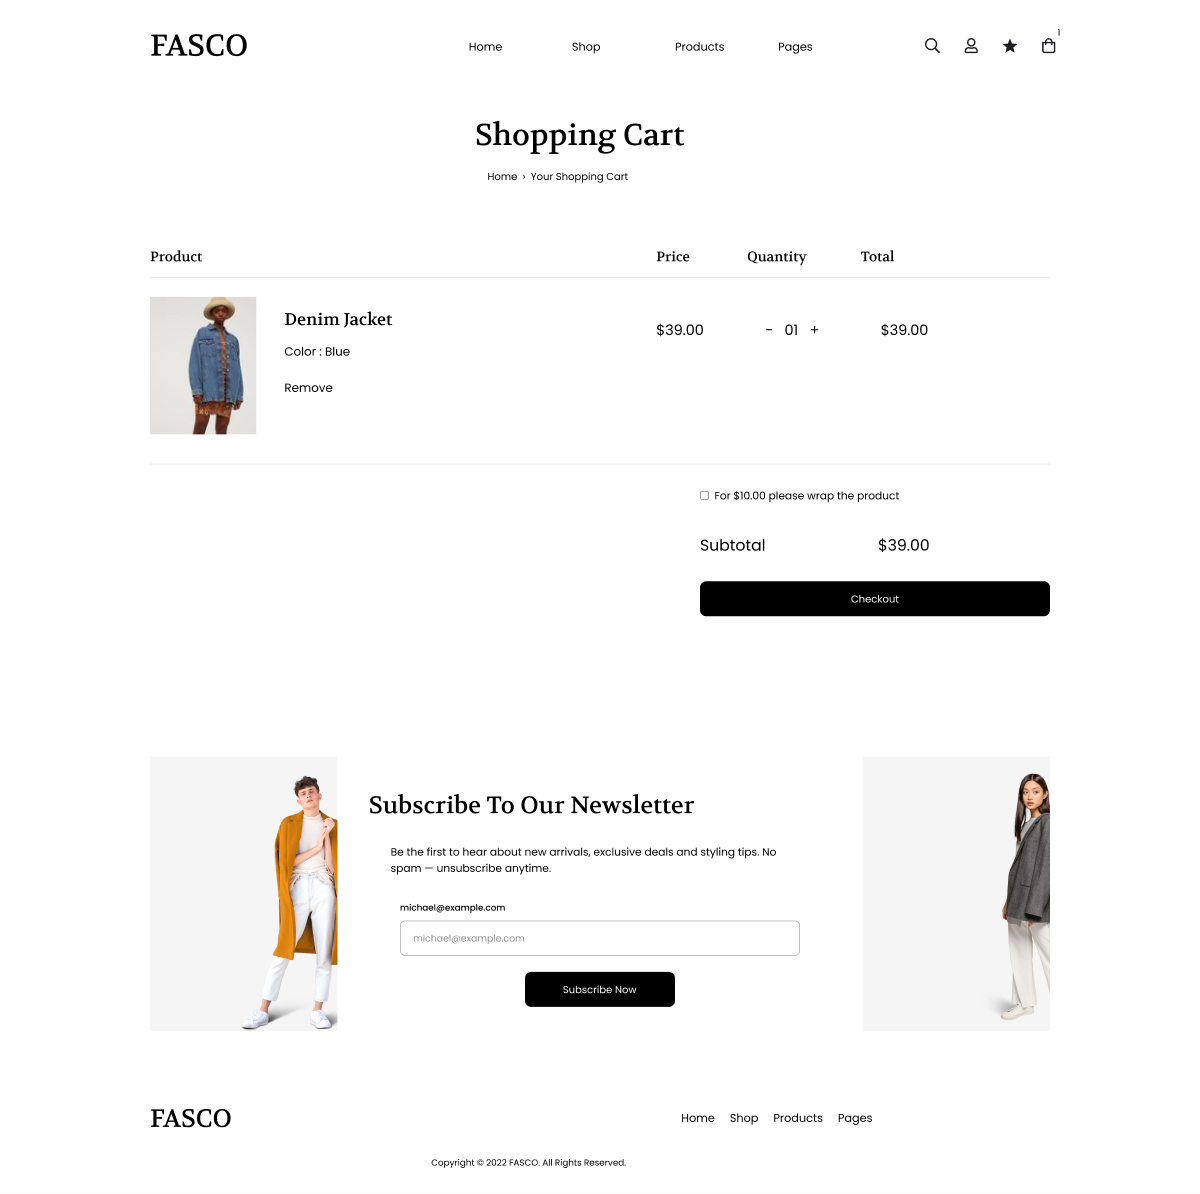 FASCO
Home Shop Products Pages
1
Shopping Cart
Home › Your Shopping Cart
Product Price Quantity Total
Denim Jacket
Color : Blue
Remove
$39.00 - 01 + $39.00
For $10.00 please wrap the product
Subtotal $39.00
Checkout
Subscribe To Our Newsletter
Be the first to hear about new arrivals, exclusive deals and styling tips. No
spam — unsubscribe anytime.
michael@example.com
michael@example.com
Subscribe Now
FASCO
Home Shop Products Pages
Copyright © 2022 FASCO. All Rights Reserved.